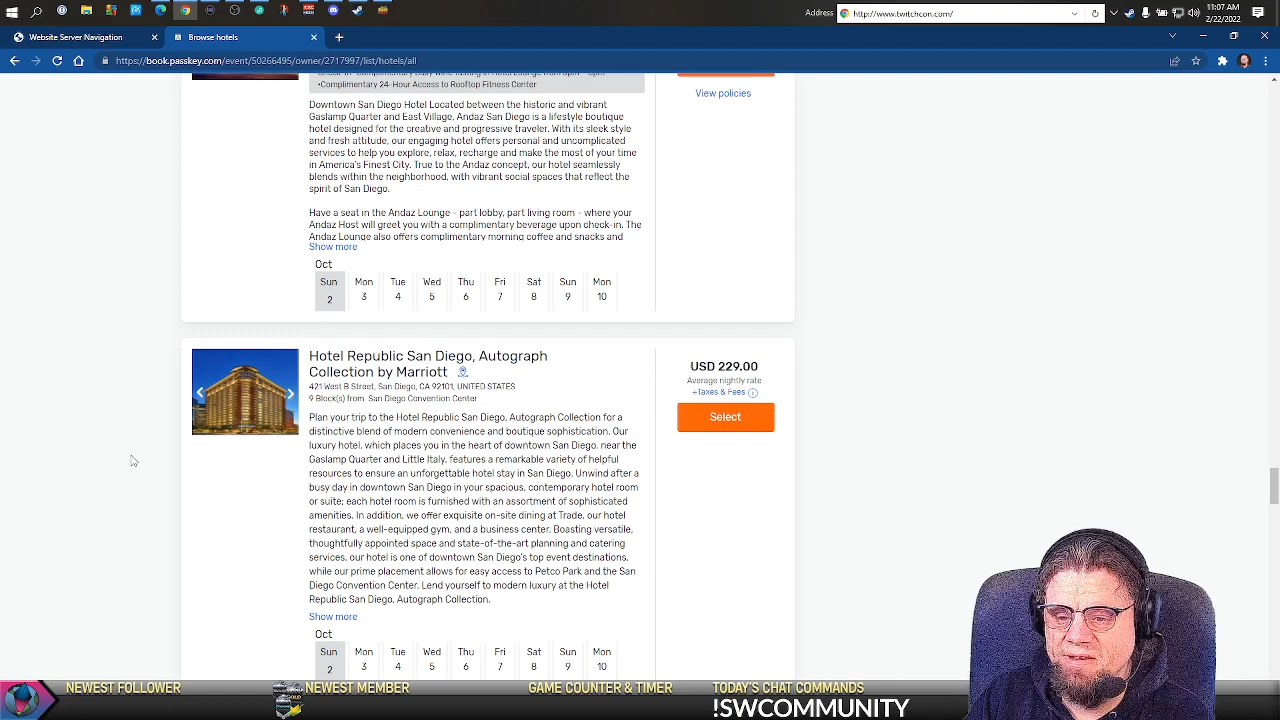 Address http://www.twitchcon.com/
11:07 AM
2/22/2022
Website Server Navigation
Browse hotels
https://book.passkey.com/event/50266495/owner/2717997/list/hotels/all
•Complimentary 24-Hour Access to Rooftop Fitness Center
View policies
Downtown San Diego Hotel Located between the historic and vibrant
Gaslamp Quarter and East Village, Andaz San Diego is a lifestyle boutique
hotel designed for the creative and progressive traveler. With its sleek style
and fresh attitude, our engaging hotel offers personal and uncomplicated
services to help you explore, relax, recharge and make the most of your time
in America's Finest City. True to the Andaz concept, our hotel seamlessly
blends within the neighborhood, with vibrant social spaces that reflect the
spirit of San Diego.
Have a seat in the Andaz Lounge - part lobby, part living room - where your
Andaz Host will greet you with a complimentary beverage upon check-in. The
Andaz Lounge also offers complimentary morning coffee and snacks and
Show more
Oct
Sun Mon Tue Wed Thu Fri Sat Sun Mon
2 3 4 5 6 7 8 9 10
Hotel Republic San Diego, Autograph
Collection by Marriott
421 West B Street, San Diego, CA 92101, UNITED STATES
9 Block(s) from San Diego Convention Center
USD 229.00
Average nightly rate
+Taxes & Fees
Select
Plan your trip to the Hotel Republic San Diego, Autograph Collection for a
distinctive blend of modern convenience and boutique sophistication. Our
luxury hotel, which places you in the heart of downtown San Diego, near the
Gaslamp Quarter and Little Italy, features a remarkable variety of helpful
resources to ensure an unforgettable hotel stay in San Diego. Unwind after a
busy day in downtown San Diego in your spacious, contemporary hotel room
or suite; each hotel is furnished with an assortment of sophisticated
amenities. In addition, we offer exquisite on-site dining at Trade, our hotel
restaurant, a well-equipped gym, and a business center. Boasting versatile,
thoughtfully appointed space and state-of-the-art planning and catering
services, our hotel is one of downtown San Diego's top event destinations,
while our prime placement allows for easy access to Petco Park and the San
Diego Convention Center. Lend yourself to modern luxury at the Hotel
Republic San Diego, Autograph Collection.
Show more
Oct
Sun Mon Tue Wed Thu Fri Sat Sun Mon
2 3 4 5 6 7 8 9 10
NEWEST FOLLOWER
NEWEST MEMBER
GAME COUNTER & TIMER
TODAY'S CHAT COMMANDS
!SWCOMMUNITY